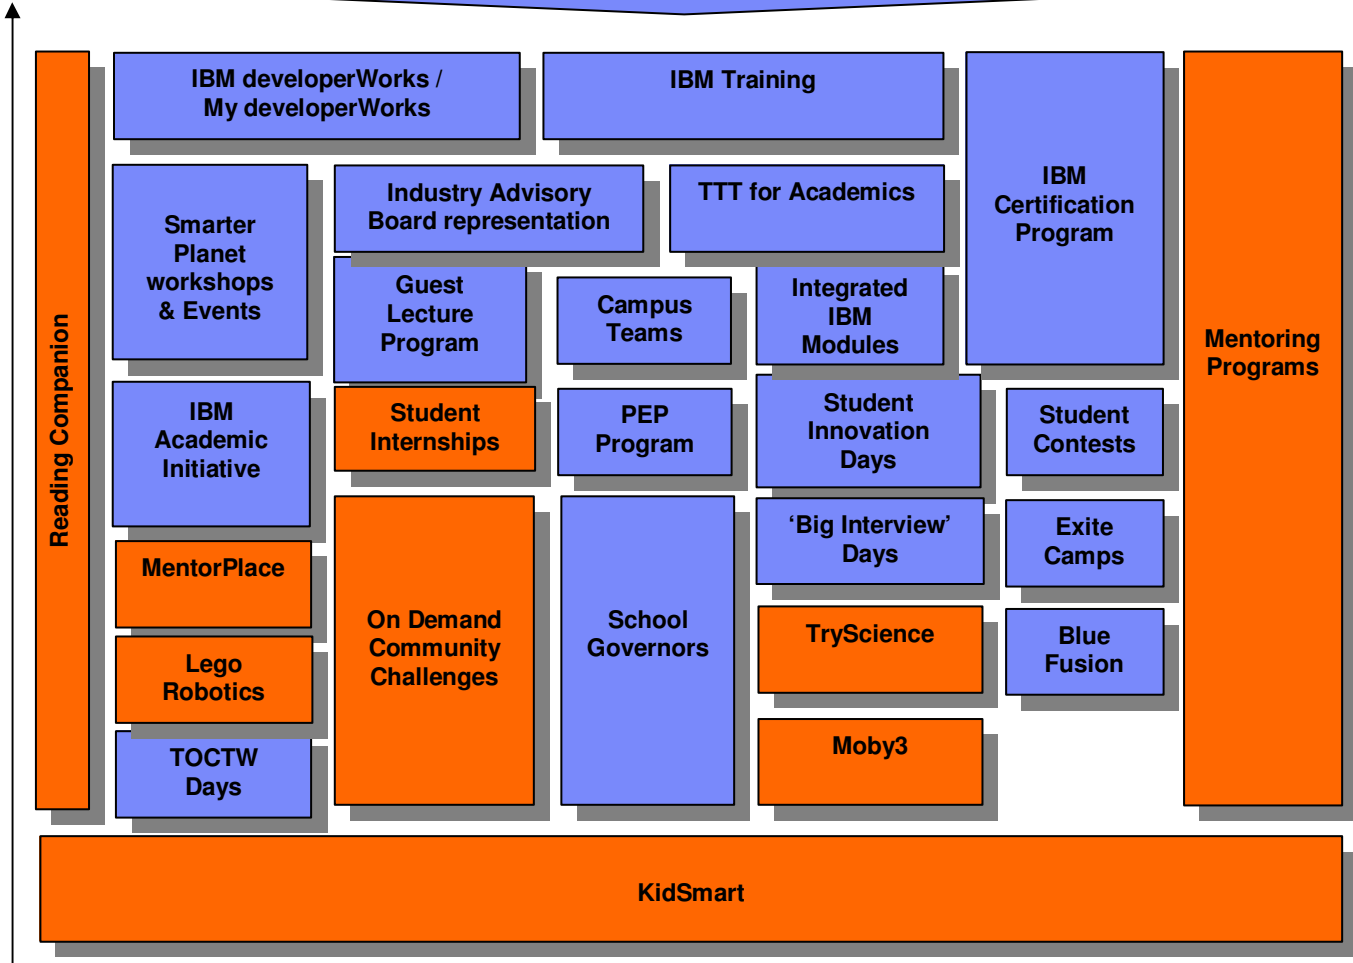 IBM developerWorks /
My developerWorks
IBM Training
IBM
Certification
Program
Mentoring
Programs
Reading Companion
Smarter
Planet
workshops
& Events
Industry Advisory
Board representation
TTT for Academics
Guest
Lecture
Program
Campus
Teams
Integrated
IBM
Modules
IBM
Academic
Initiative
Student
Internships
PEP
Program
Student
Innovation
Days
Student
Contests
MentorPlace
On Demand
Community
Challenges
School
Governors
‘Big Interview’
Days
Exite
Camps
Lego
Robotics
TryScience
Blue
Fusion
TOCTW
Days
Moby3
KidSmart